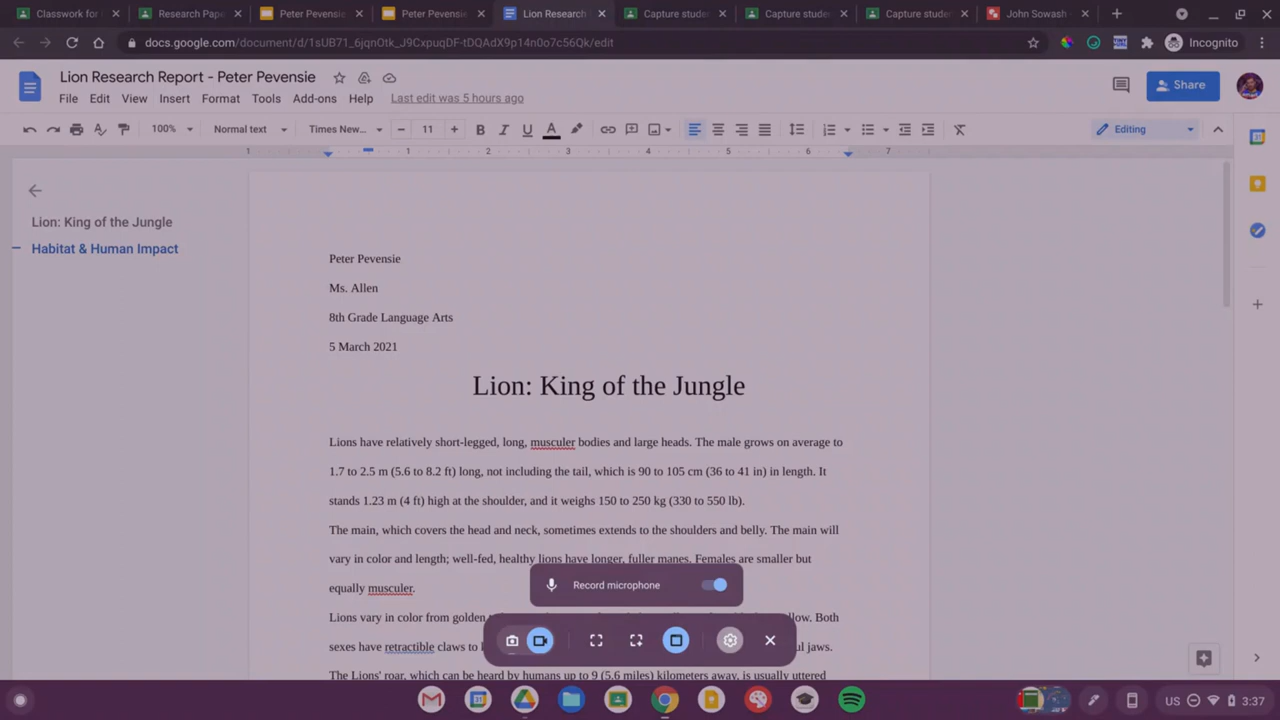 Classwork for
Research Pape
Peter Pevensie
Peter Pevensie
Lion Research
Capture stude
Capture stude
Capture stude
John Sowash -
docs.google.com/document/d/1sUB71_6jqnOtk_J9CxpuqDF-tDQAdX9p14n0o7c56Qk/edit
Incognito
Lion Research Report - Peter Pevensie
File Edit View Insert Format Tools Add-ons Help Last edit was 5 hours ago
Share
100% Normal text Times New... 11 B I U A Editing
1 1 2 3 4 5 6 7
Lion: King of the Jungle
Habitat & Human Impact
Peter Pevensie
Ms. Allen
8th Grade Language Arts
5 March 2021
Lion: King of the Jungle
Lions have relatively short-legged, long, musculer bodies and large heads. The male grows on average to
1.7 to 2.5 m (5.6 to 8.2 ft) long, not including the tail, which is 90 to 105 cm (36 to 41 in) in length. It
stands 1.23 m (4 ft) high at the shoulder, and it weighs 150 to 250 kg (330 to 550 lb).
The main, which covers the head and neck, sometimes extends to the shoulders and belly. The main will
vary in color and length; well-fed, healthy lions have longer, fuller manes. Females are smaller but
equally musculer.
Record microphone
Lions vary in color from golden
Both
sexes have retractible claws to
jaws.
The Lions' roar, which can be heard by humans up to 9 (5.6 miles) kilometers away, is usually uttered
31
US 3:37